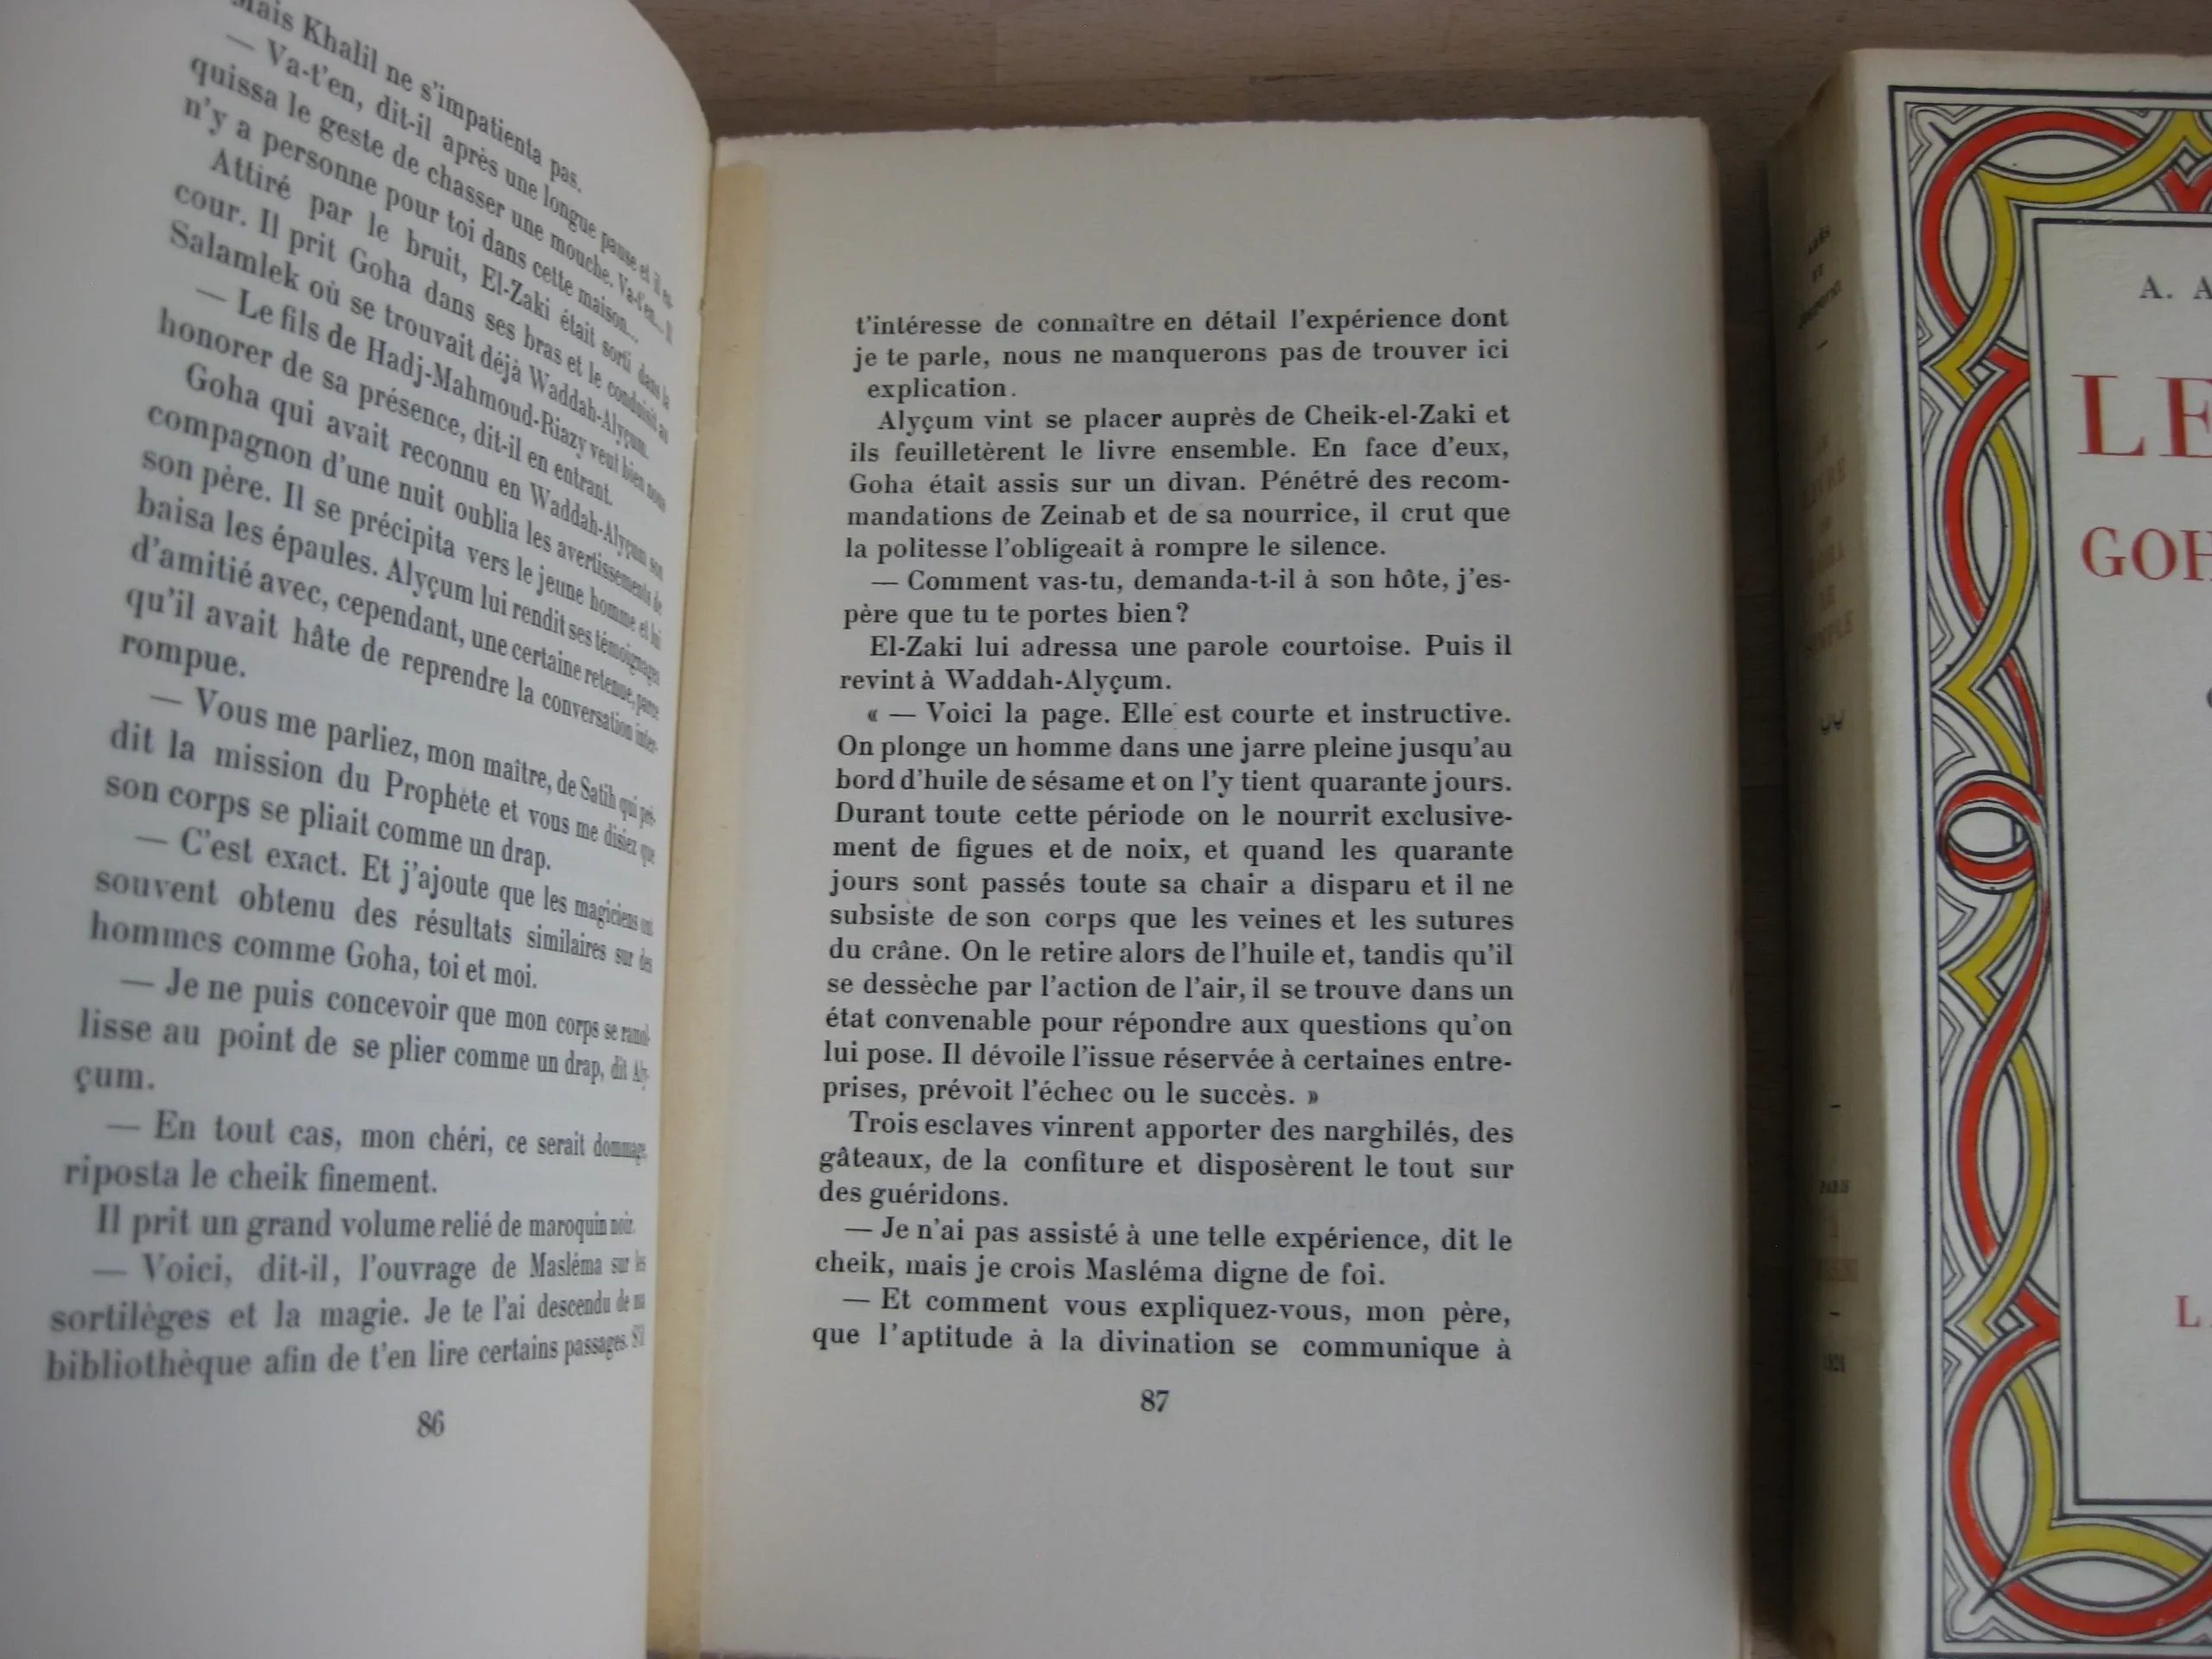 Mais Khalil ne s'impatienta pas.
— Va-t'en, dit-il après une longue pause et il es-
quissa le geste de chasser une mouche. Va-t'en... Il
n'y a personne pour toi dans cette maison...
Attiré par le bruit, El-Zaki était sorti dans la
cour. Il prit Goha dans ses bras et le conduisit au
Salamlek où se trouvait déjà Waddah-Alyçum.
— Le fils de Hadj-Mahmoud-Riazy veut bien nous
honorer de sa présence, dit-il en entrant.
Goha qui avait reconnu en Waddah-Alyçum son
compagnon d'une nuit oublia les avertissements de
son père. Il se précipita vers le jeune homme et lui
baisa les épaules. Alyçum lui rendit ses témoignages
d'amitié avec, cependant, une certaine retenue, parce
qu'il avait hâte de reprendre la conversation inter-
rompue.
— Vous me parliez, mon maître, de Satih qui pré-
dit la mission du Prophète et vous me disiez que
son corps se pliait comme un drap.
— C'est exact. Et j'ajoute que les magiciens ont
souvent obtenu des résultats similaires sur des
hommes comme Goha, toi et moi.
— Je ne puis concevoir que mon corps se ramol-
lisse au point de se plier comme un drap, dit Aly-
çum.
— En tout cas, mon chéri, ce serait dommage,
riposta le cheik finement.
Il prit un grand volume relié de maroquin noir.
— Voici, dit-il, l'ouvrage de Masléma sur les
sortilèges et la magie. Je te l'ai descendu de ma
bibliothèque afin de t'en lire certains passages. S'il
86
t'intéresse de connaître en détail l'expérience dont
je te parle, nous ne manquerons pas de trouver ici
explication.
Alyçum vint se placer auprès de Cheik-el-Zaki et
ils feuilletèrent le livre ensemble. En face d'eux,
Goha était assis sur un divan. Pénétré des recom-
mandations de Zeinab et de sa nourrice, il crut que
la politesse l'obligeait à rompre le silence.
— Comment vas-tu, demanda-t-il à son hôte, j'es-
père que tu te portes bien?
El-Zaki lui adressa une parole courtoise. Puis il
revint à Waddah-Alyçum.
« — Voici la page. Elle est courte et instructive.
On plonge un homme dans une jarre pleine jusqu'au
bord d'huile de sésame et on l'y tient quarante jours.
Durant toute cette période on le nourrit exclusive-
ment de figues et de noix, et quand les quarante
jours sont passés toute sa chair a disparu et il ne
subsiste de son corps que les veines et les sutures
du crâne. On le retire alors de l'huile et, tandis qu'il
se dessèche par l'action de l'air, il se trouve dans un
état convenable pour répondre aux questions qu'on
lui pose. Il dévoile l'issue réservée à certaines entre-
prises, prévoit l'échec ou le succès. »
Trois esclaves vinrent apporter des narghilés, des
gâteaux, de la confiture et disposèrent le tout sur
des guéridons.
— Je n'ai pas assisté à une telle expérience, dit le
cheik, mais je crois Masléma digne de foi.
— Et comment vous expliquez-vous, mon père,
que l'aptitude à la divination se communique à
87
ET
LE
LIVRE
DE
GOHA
LE
SIMPLE
PARIS
A. A
LE
GOH
L